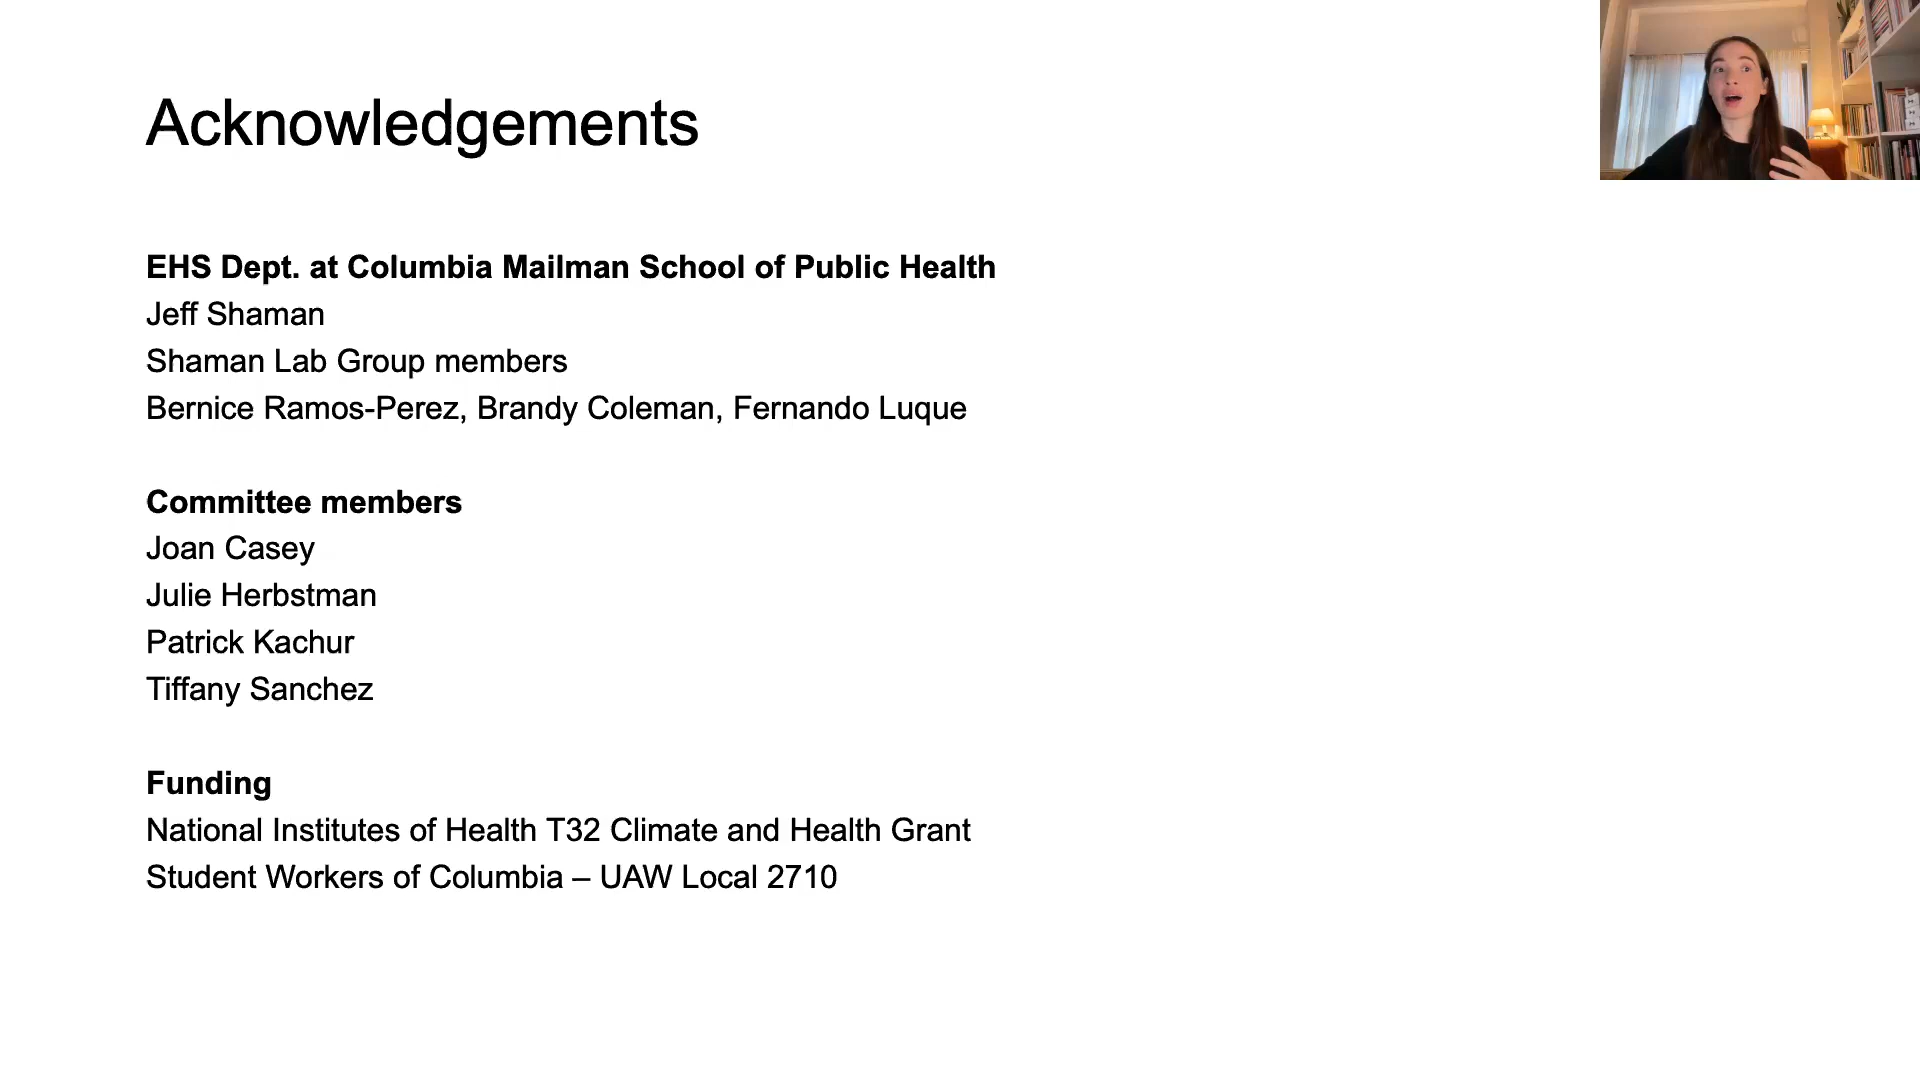 Acknowledgements
EHS Dept. at Columbia Mailman School of Public Health
Jeff Shaman
Shaman Lab Group members
Bernice Ramos-Perez, Brandy Coleman, Fernando Luque
Committee members
Joan Casey
Julie Herbstman
Patrick Kachur
Tiffany Sanchez
Funding
National Institutes of Health T32 Climate and Health Grant
Student Workers of Columbia – UAW Local 2710